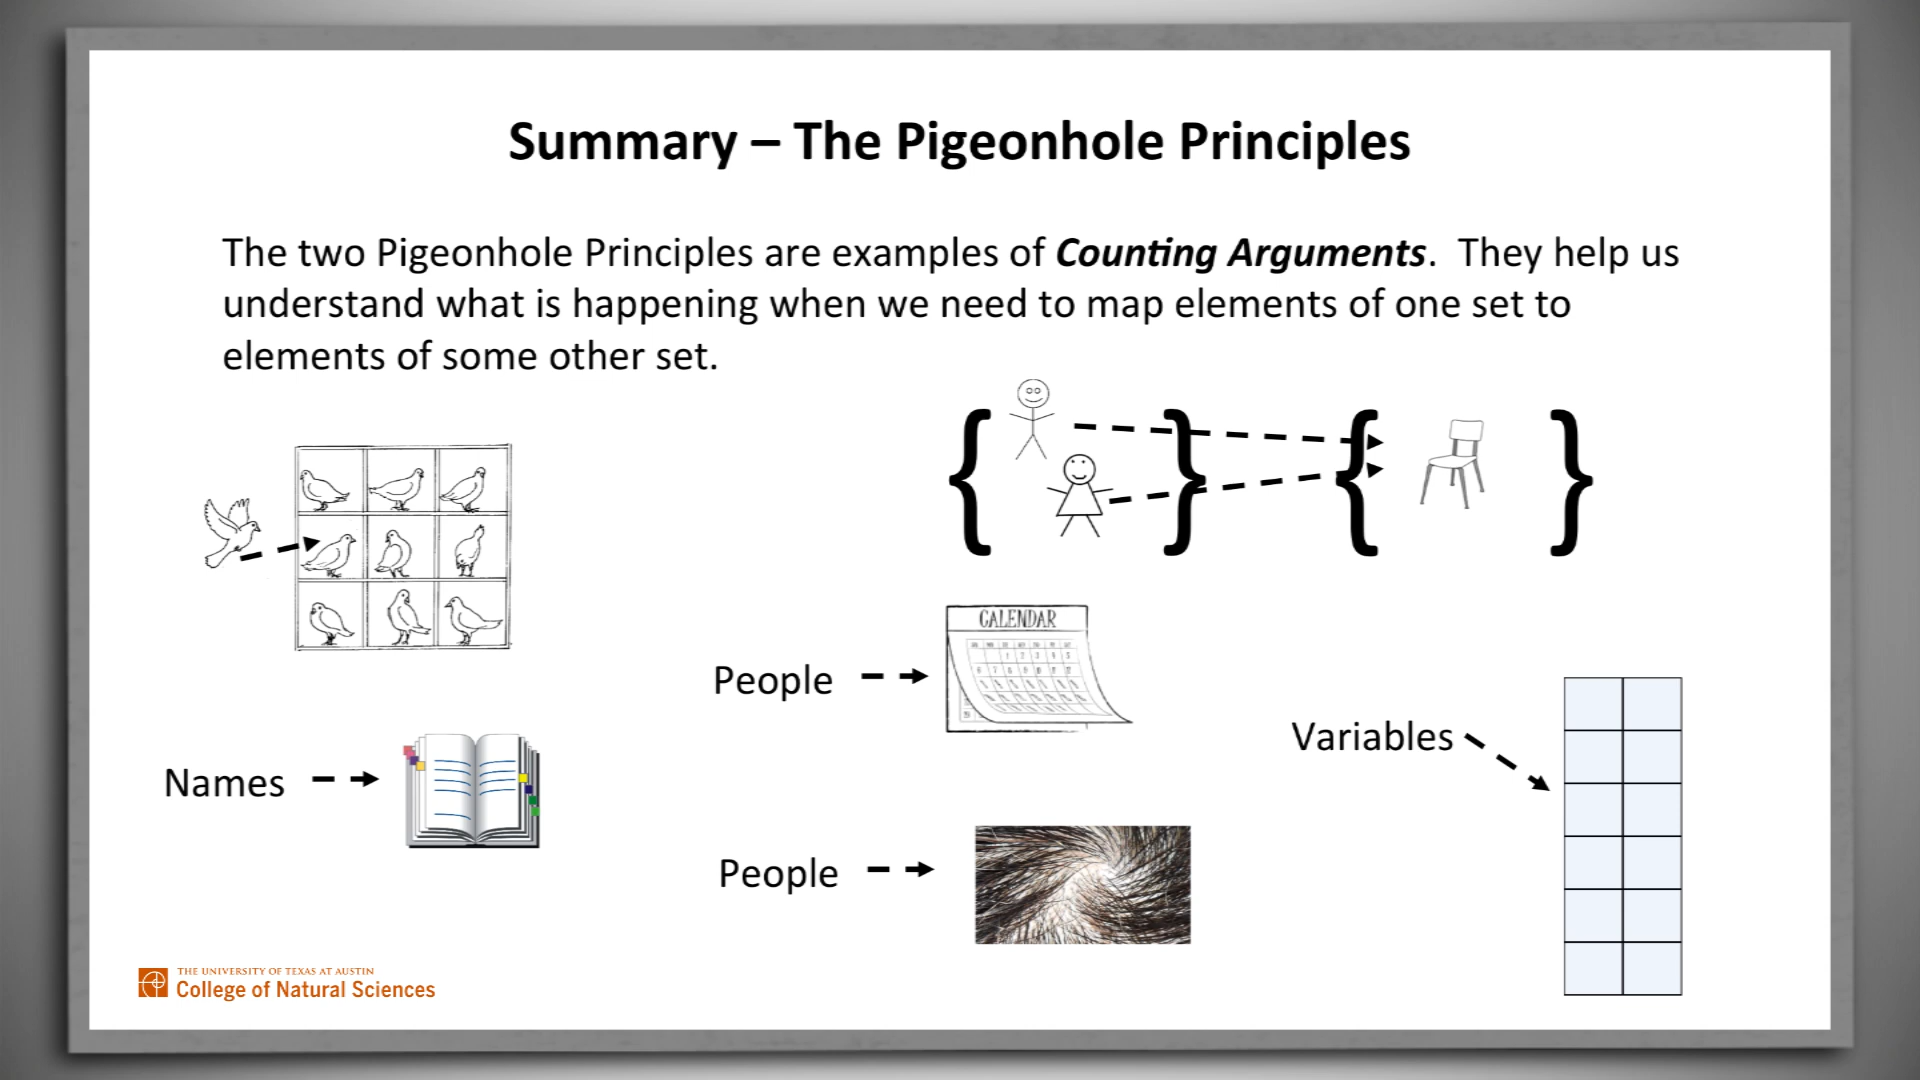 Summary – The Pigeonhole Principles
The two Pigeonhole Principles are examples of Counting Arguments. They help us
understand what is happening when we need to map elements of one set to
elements of some other set.
{ } { }
CALENDAR
People
Variables
Names
People
THE UNIVERSITY OF TEXAS AT AUSTIN
College of Natural Sciences